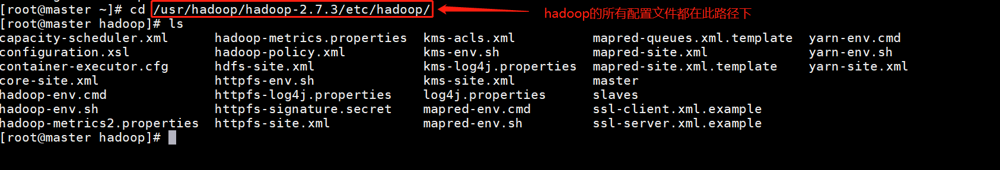 [root@master ~]# cd /usr/hadoop/hadoop-2.7.3/etc/hadoop/ hadoop的所有配置文件都在此路径下
[root@master hadoop]# ls
capacity-scheduler.xml hadoop-metrics.properties kms-acls.xml mapred-queues.xml.template yarn-env.cmd
configuration.xsl hadoop-policy.xml kms-env.sh mapred-site.xml yarn-env.sh
container-executor.cfg hdfs-site.xml kms-log4j.properties mapred-site.xml.template yarn-site.xml
core-site.xml httpfs-env.sh kms-site.xml master
hadoop-env.cmd httpfs-log4j.properties log4j.properties slaves
hadoop-env.sh httpfs-signature.secret mapred-env.cmd ssl-client.xml.example
hadoop-metrics2.properties httpfs-site.xml mapred-env.sh ssl-server.xml.example
[root@master hadoop]#